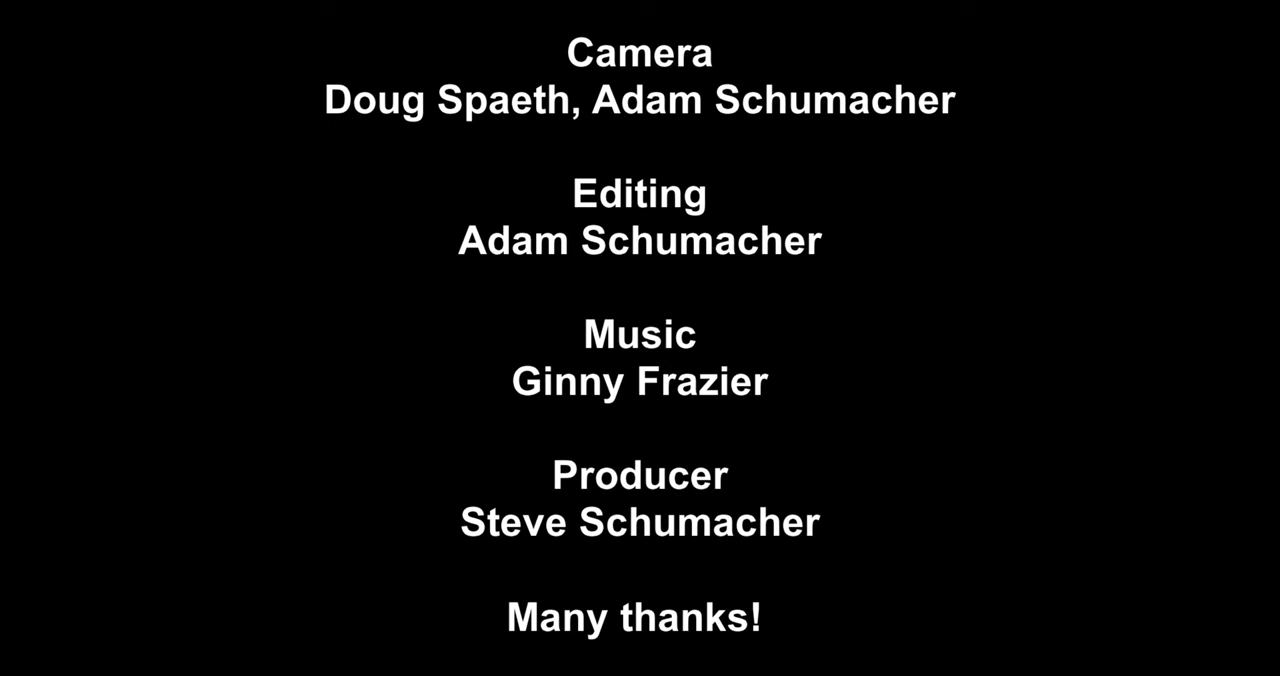 Camera
Doug Spaeth, Adam Schumacher
Editing
Adam Schumacher
Music
Ginny Frazier
Producer
Steve Schumacher
Many thanks!